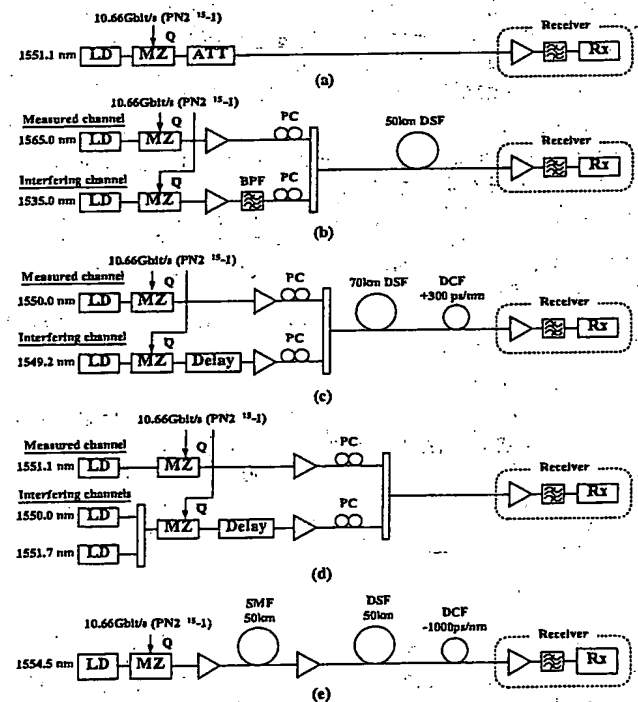 10.66Gbit/s (PN2 15-1)
Receiver
Q
1551.1 nm LD MZ ATT Rx
(a)
10.66Gbit/s (PN2 15-1)
Measured channel
Q
PC
50km DSF
Receiver
1565.0 nm LD MZ Rx
Interfering channel
Q
BPF
PC
1535.0 nm LD MZ
(b)
10.66Gbit/s (PN2 15-1)
Measured channel
Q
PC
70km DSF
DCF
+300 ps/nm
Receiver
1550.0 nm LD MZ Rx
Interfering channel
Q
PC
1549.2 nm LD MZ Delay
(c)
10.66Gbit/s (PN2 15-1)
Measured channel
Q
PC
Receiver
1551.1 nm LD MZ Rx
Interfering channels
1550.0 nm LD
Q
PC
MZ Delay
1551.7 nm LD
(d)
SMF
50km
DSF
50km
DCF
-1000ps/nm
10.66Gbit/s (PN2 15-1)
Receiver
Q
1554.5 nm LD MZ Rx
(e)